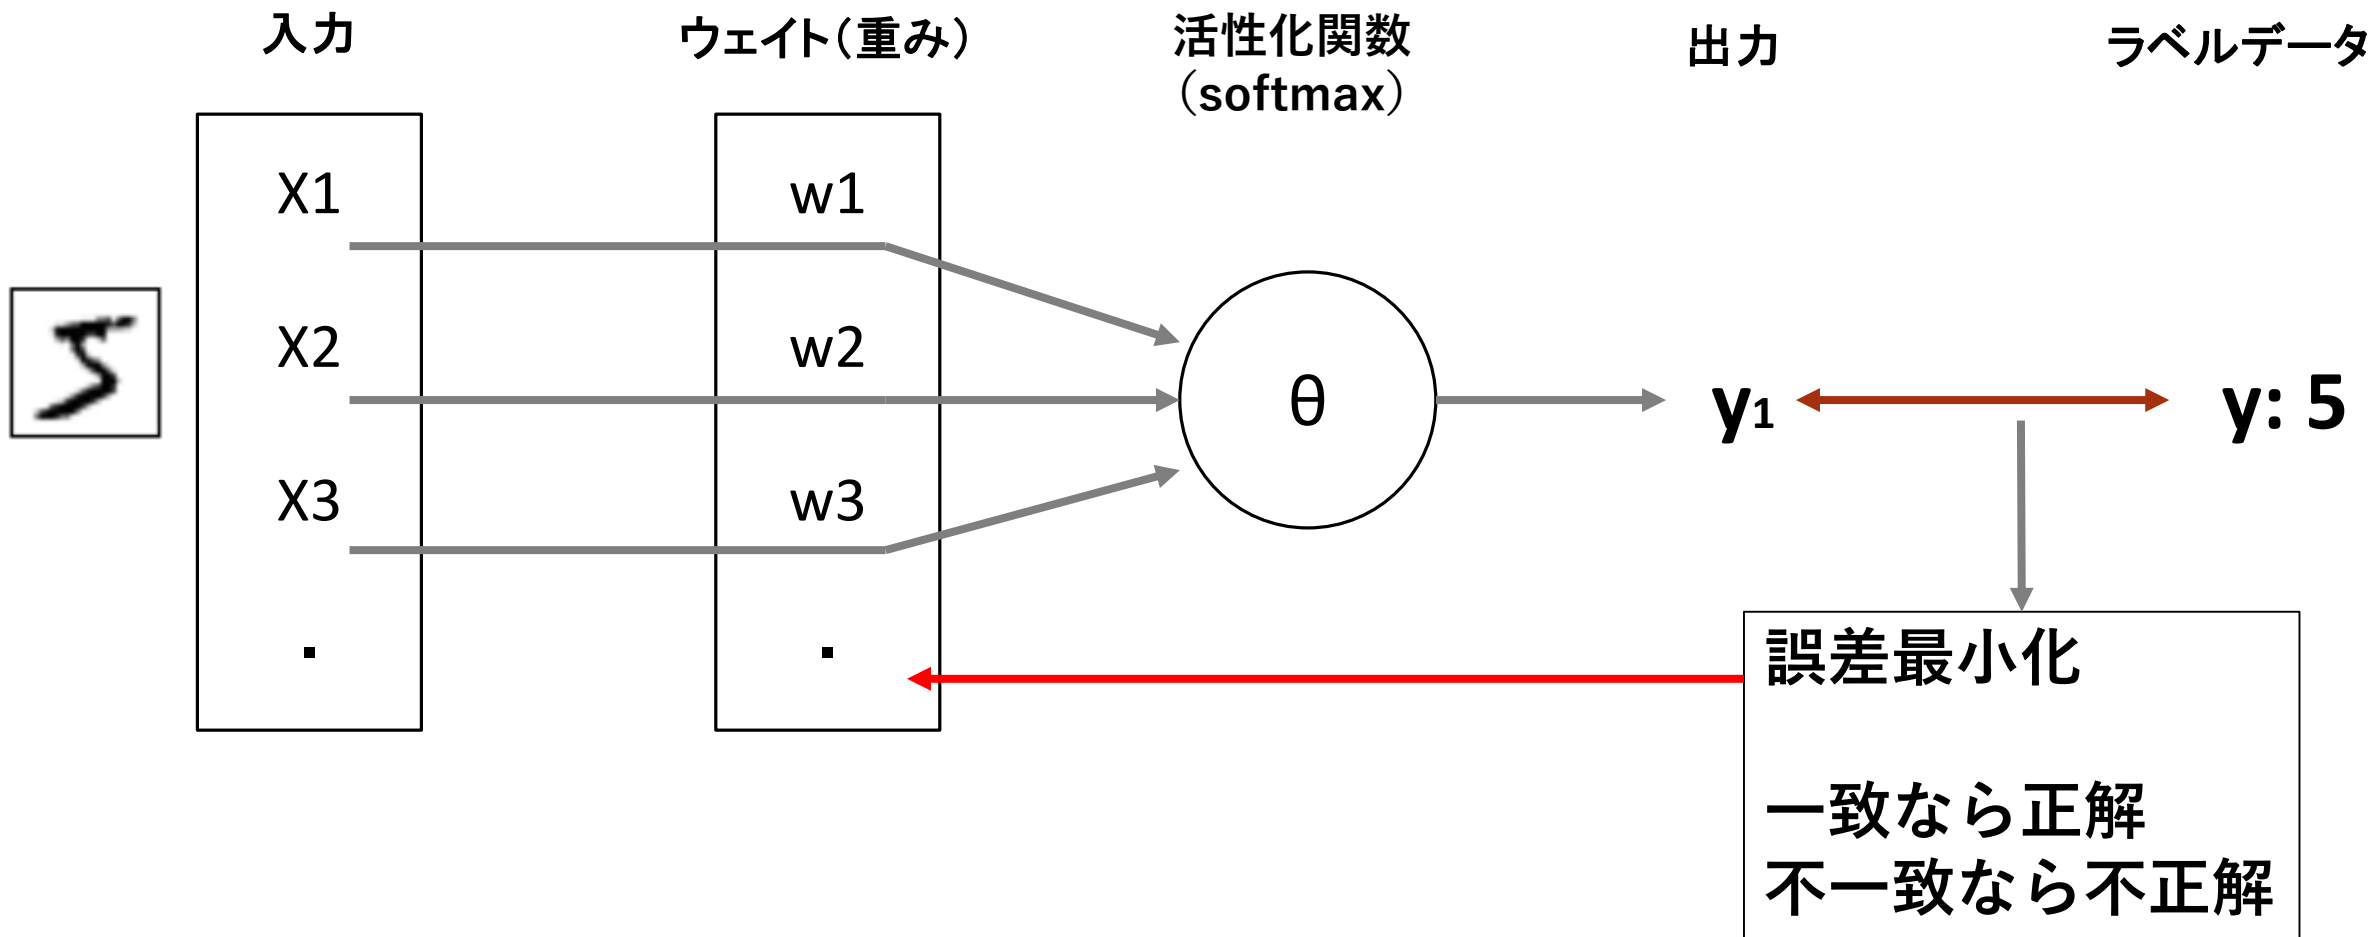 入力
ウェイト(重み)
活性化関数
（softmax）
出力
ラベルデータ
X1
w1
X2
w2
X3
w3
.
.
5
θ
y1
y: 5
誤差最小化
一致なら正解
不一致なら不正解